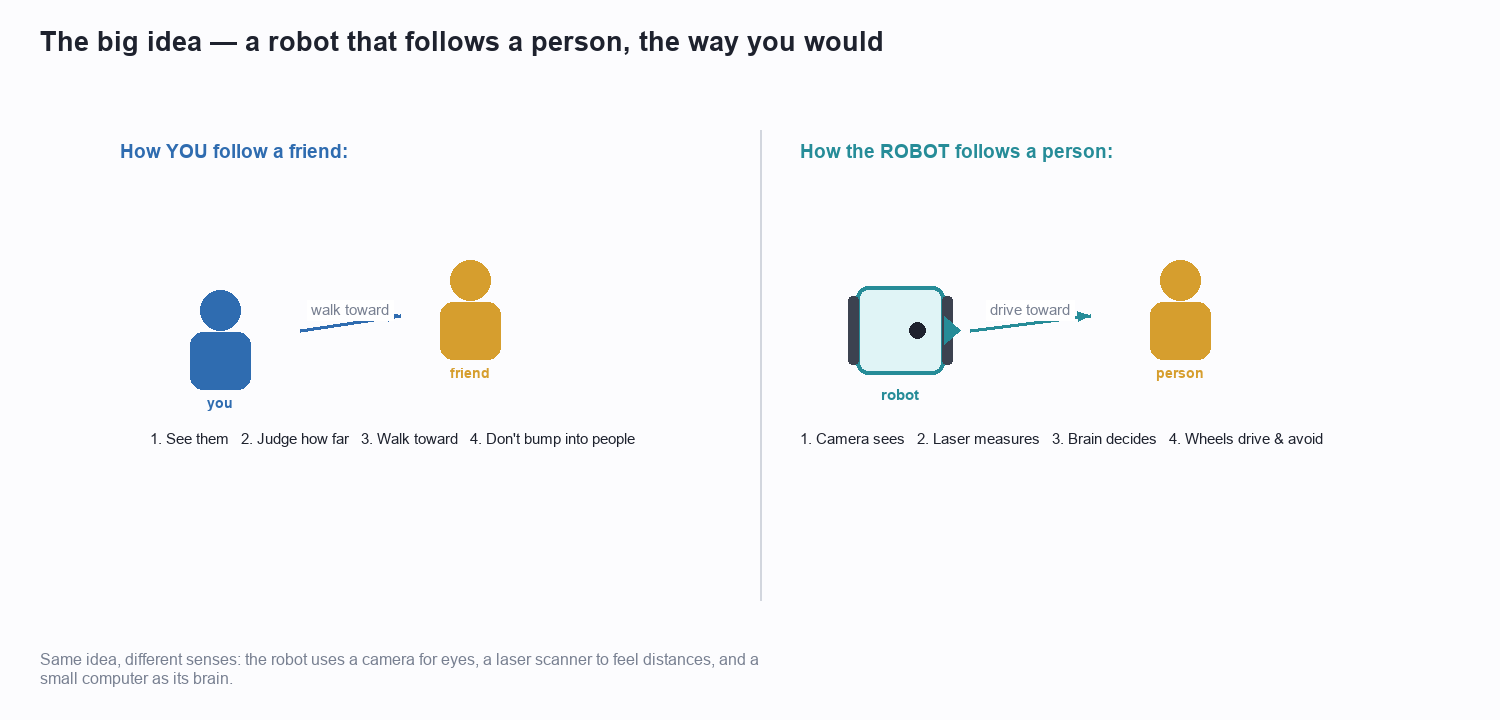 The big idea — a robot that follows a person, the way you would
How YOU follow a friend:
walk toward
friend
you
1. See them   2. Judge how far   3. Walk toward   4. Don't bump into people
How the ROBOT follows a person:
drive toward
person
robot
1. Camera sees   2. Laser measures   3. Brain decides   4. Wheels drive & avoid
Same idea, different senses: the robot uses a camera for eyes, a laser scanner to feel distances, and a
small computer as its brain.